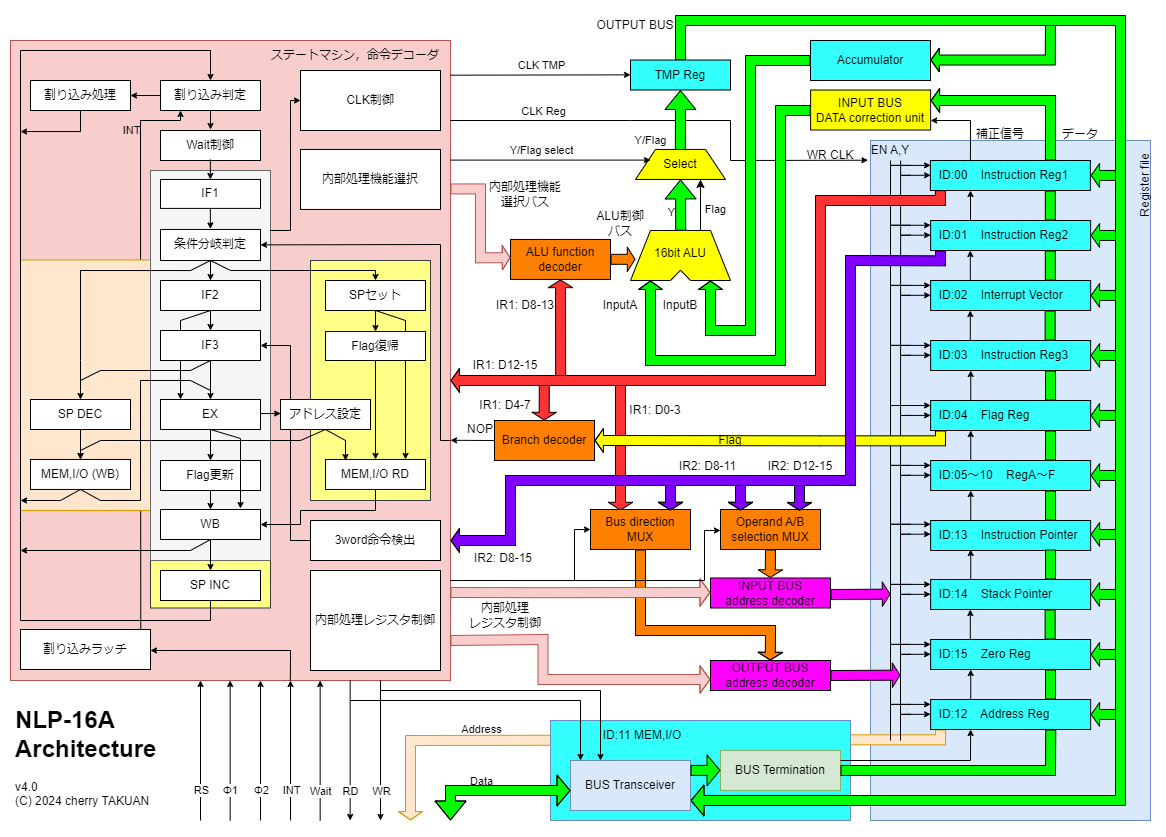 OUTPUT BUS
ステートマシン，命令デコーダ
割り込み処理
割り込み判定
INT
Wait制御
IF1
条件分岐判定
IF2
IF3
SP DEC
EX
アドレス設定
MEM,I/O (WB)
Flag更新
WB
SP INC
割り込みラッチ
SPセット
Flag復帰
MEM,I/O RD
CLK制御
内部処理機能選択
3word命令検出
内部処理レジスタ制御
CLK TMP
CLK Reg
Y/Flag select
内部処理機能
選択バス
TMP Reg
Y/Flag
Select
Y
Flag
ALU制御
バス
ALU function
decoder
16bit ALU
InputA
InputB
IR1: D8-13
IR1: D12-15
IR1: D4-7
IR1: D0-3
NOP
Branch decoder
Flag
IR2: D8-11
IR2: D12-15
IR2: D8-15
Bus direction
MUX
Operand A/B
selection MUX
INPUT BUS
address decoder
内部処理
レジスタ制御
OUTPUT BUS
address decoder
Accumulator
INPUT BUS
DATA correction unit
補正信号
データ
WR CLK
EN A,Y
Register file
ID:00 Instruction Reg1
ID:01 Instruction Reg2
ID:02 Interrupt Vector
ID:03 Instruction Reg3
ID:04 Flag Reg
ID:05～10 RegA～F
ID:13 Instruction Pointer
ID:14 Stack Pointer
ID:15 Zero Reg
ID:12 Address Reg
NLP-16A
Architecture
v4.0
(C) 2024 cherry TAKUAN
RS
Φ1
Φ2
INT
Wait
RD
WR
Address
Data
ID:11 MEM,I/O
BUS Transceiver
BUS Termination